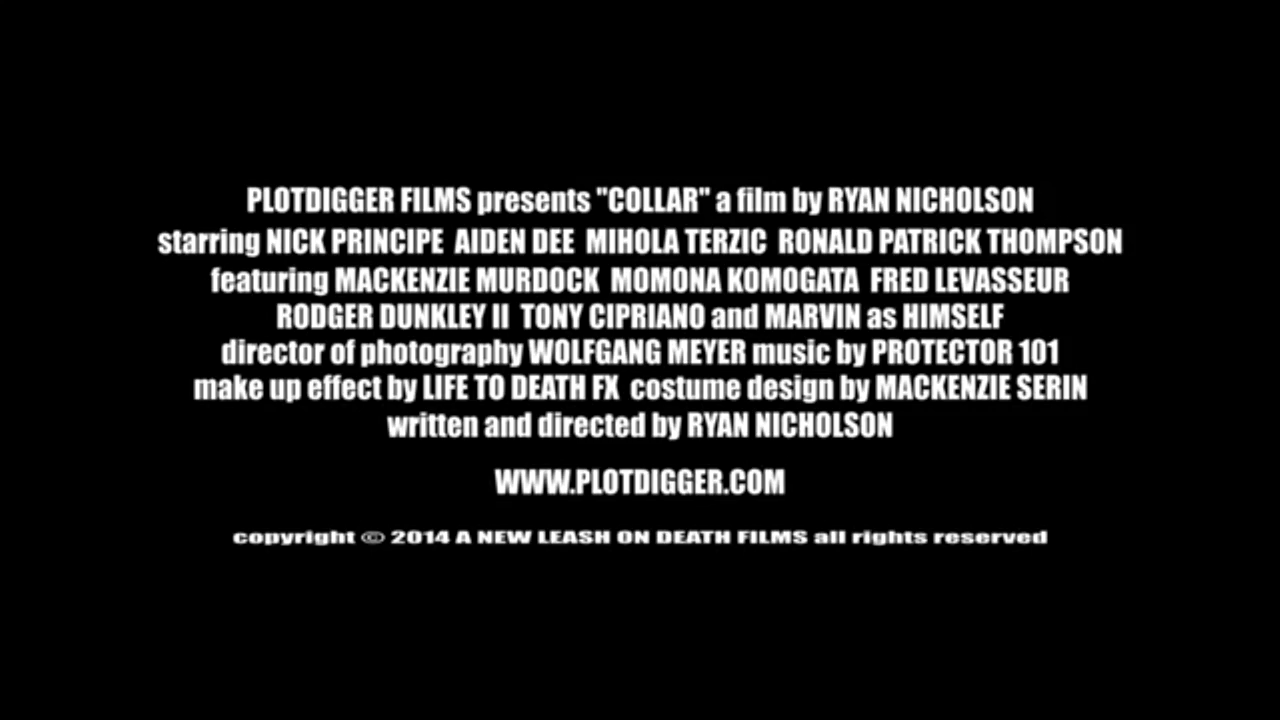 PLOTDIGGER FILMS presents "COLLAR" a film by RYAN NICHOLSON
starring NICK PRINCIPE AIDEN DEE MIHOLA TERZIC RONALD PATRICK THOMPSON
featuring MACKENZIE MURDOCK MOMONA KOMOGATA FRED LEVASSEUR
RODGER DUNKLEY II TONY CIPRIANO and MARVIN as HIMSELF
director of photography WOLFGANG MEYER music by PROTECTOR 101
make up effect by LIFE TO DEATH FX costume design by MACKENZIE SERIN
written and directed by RYAN NICHOLSON
WWW.PLOTDIGGER.COM
copyright © 2014 A NEW LEASH ON DEATH FILMS all rights reserved